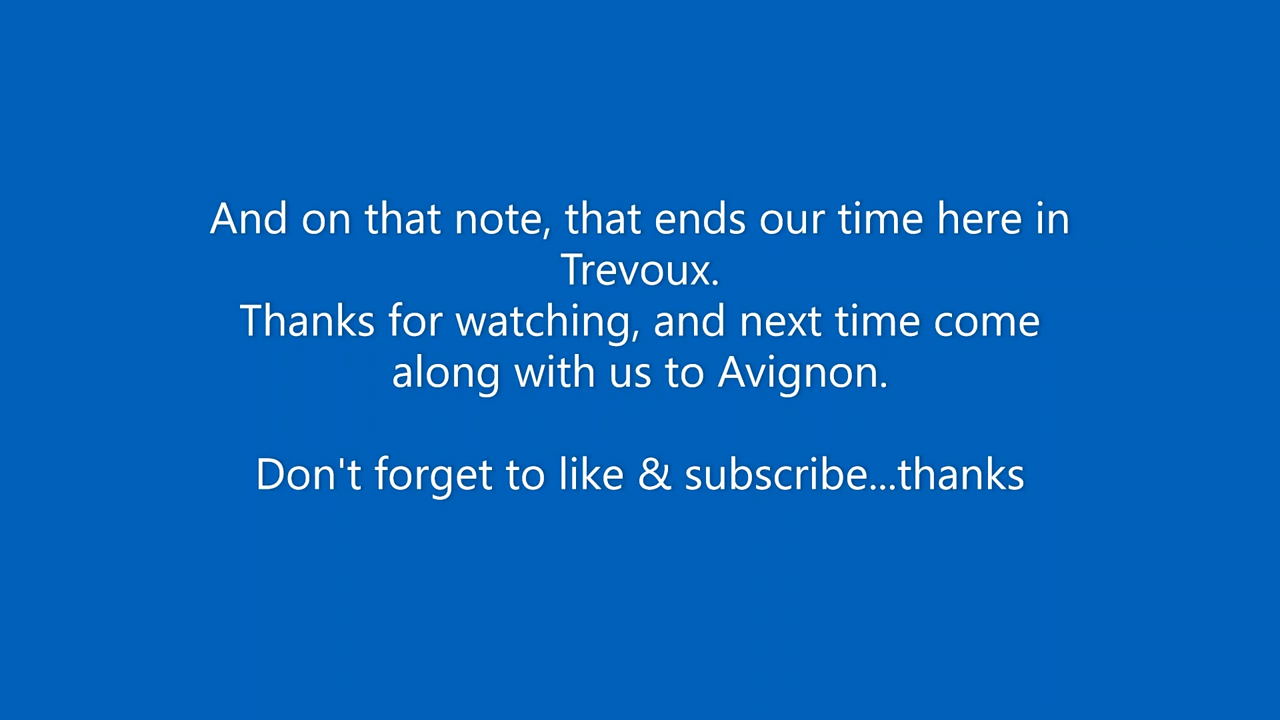 And on that note, that ends our time here in
Trevoux.
Thanks for watching, and next time come
along with us to Avignon.
Don't forget to like & subscribe...thanks